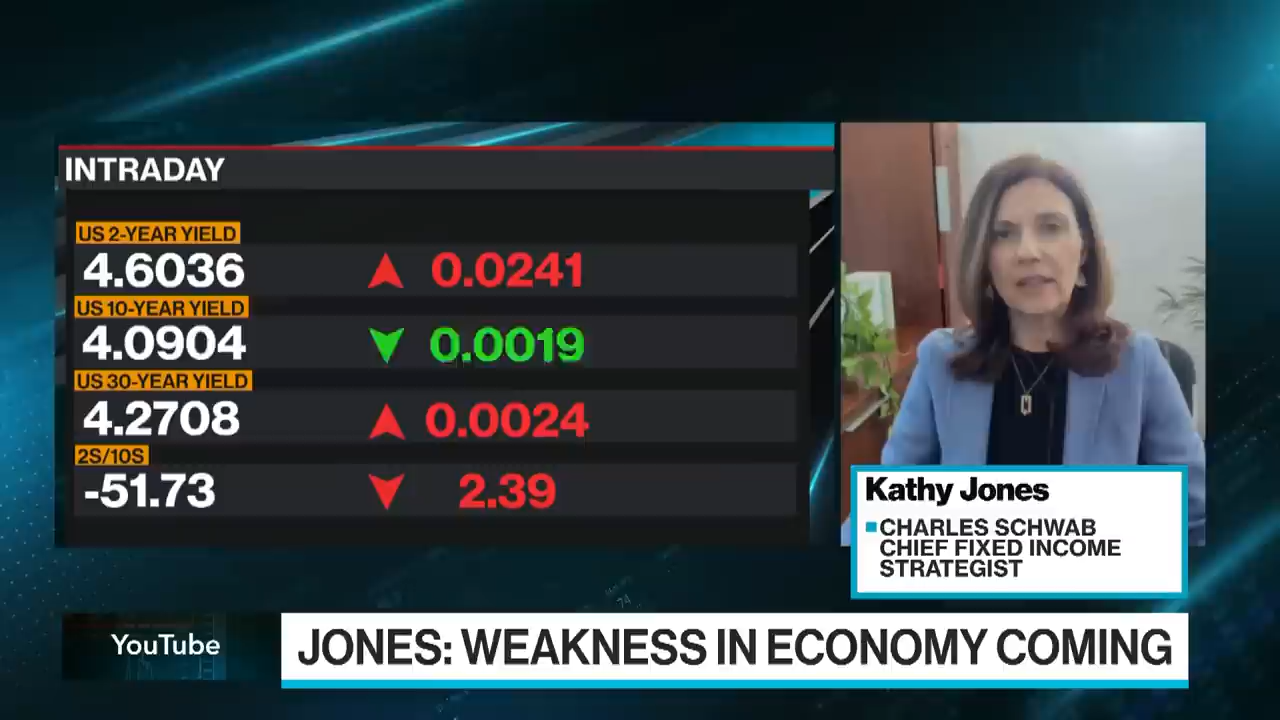 INTRADAY
US 2-YEAR YIELD
4.6036 ▲ 0.0241
US 10-YEAR YIELD
4.0904 ▼ 0.0019
US 30-YEAR YIELD
4.2708 ▲ 0.0024
2S/10S
-51.73 ▼ 2.39
Kathy Jones
CHARLES SCHWAB
CHIEF FIXED INCOME
STRATEGIST
YouTube
JONES: WEAKNESS IN ECONOMY COMING